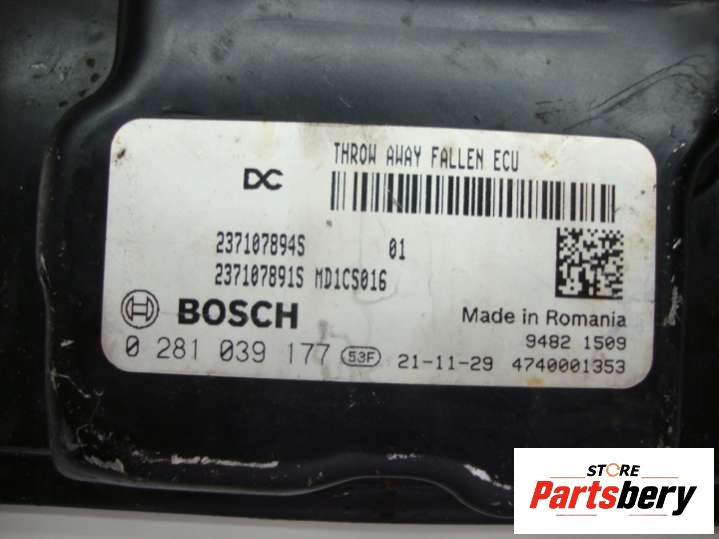 THROW AWAY FALLEN ECU
DC
237107894S 01
237107891S MD1CS016
BOSCH
Made in Romania
9482 1509
0 281 039 177 53F 21-11-29 4740001353
STORE
Partsbery